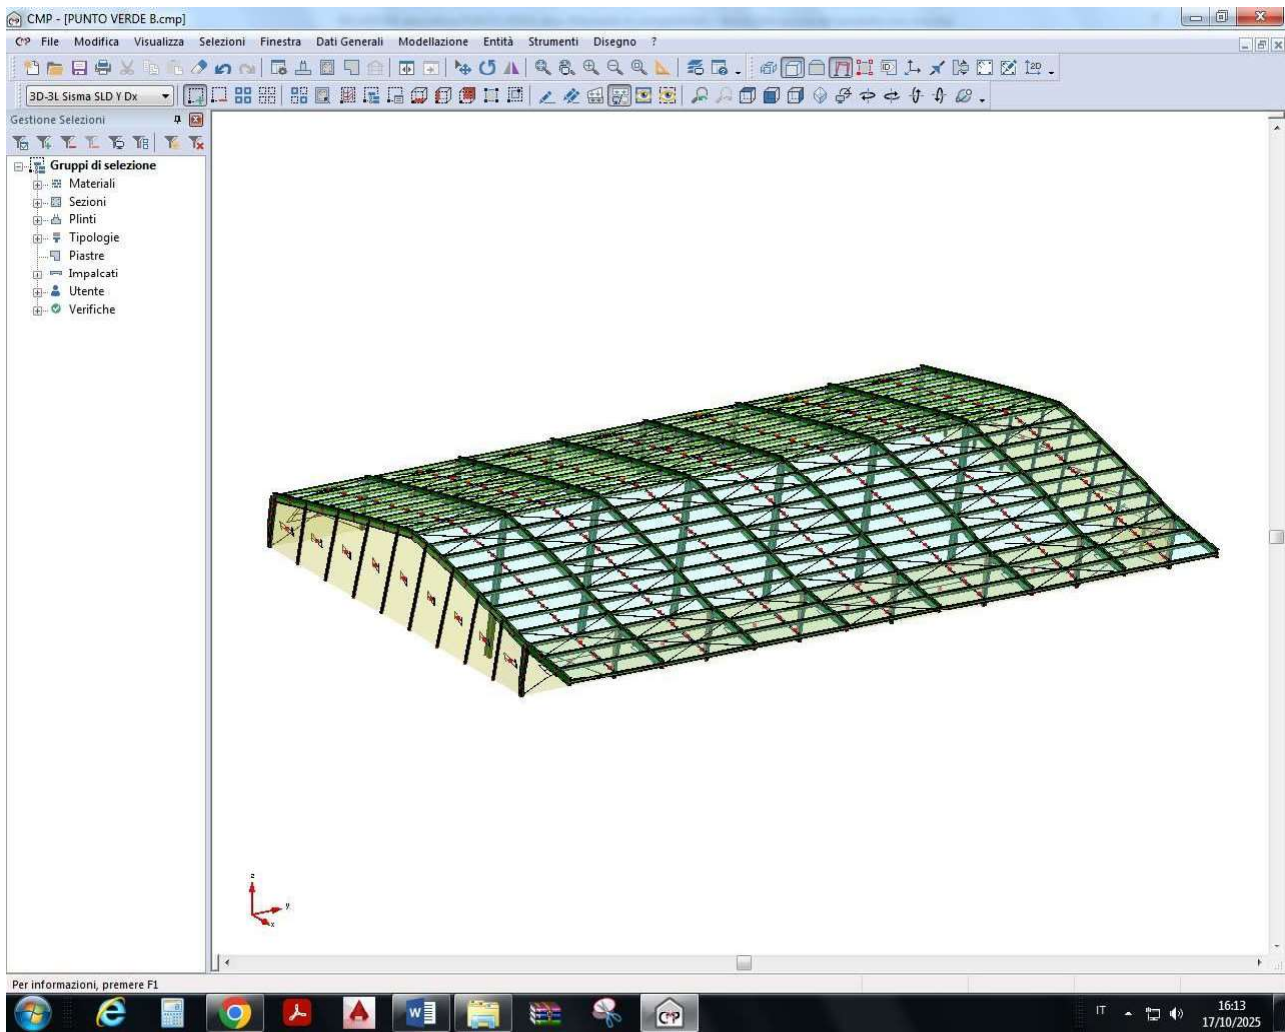 CMP - [PUNTO VERDE B.cmp]
File Modifica Visualizza Selezioni Finestra Dati Generali Modellazione Entità Strumenti Disegno ?
3D-3L Sisma SLD Y Dx
Gestione Selezioni
Gruppi di selezione
Materiali
Sezioni
Plinti
Tipologie
Piastre
Impalcati
Utente
Verifiche
z
y
x
Per informazioni, premere F1
IT
16:13
17/10/2025